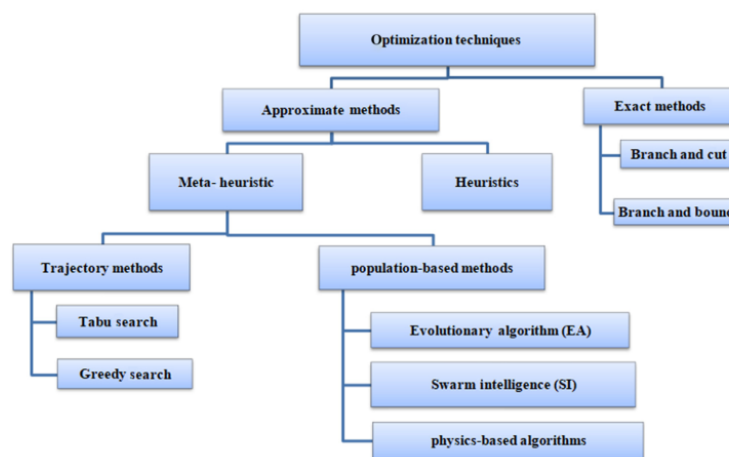 Optimization techniques
Approximate methods
Exact methods
Branch and cut
Meta- heuristic
Heuristics
Branch and bound
Trajectory methods
population-based methods
Tabu search
Evolutionary algorithm (EA)
Greedy search
Swarm intelligence (SI)
physics-based algorithms